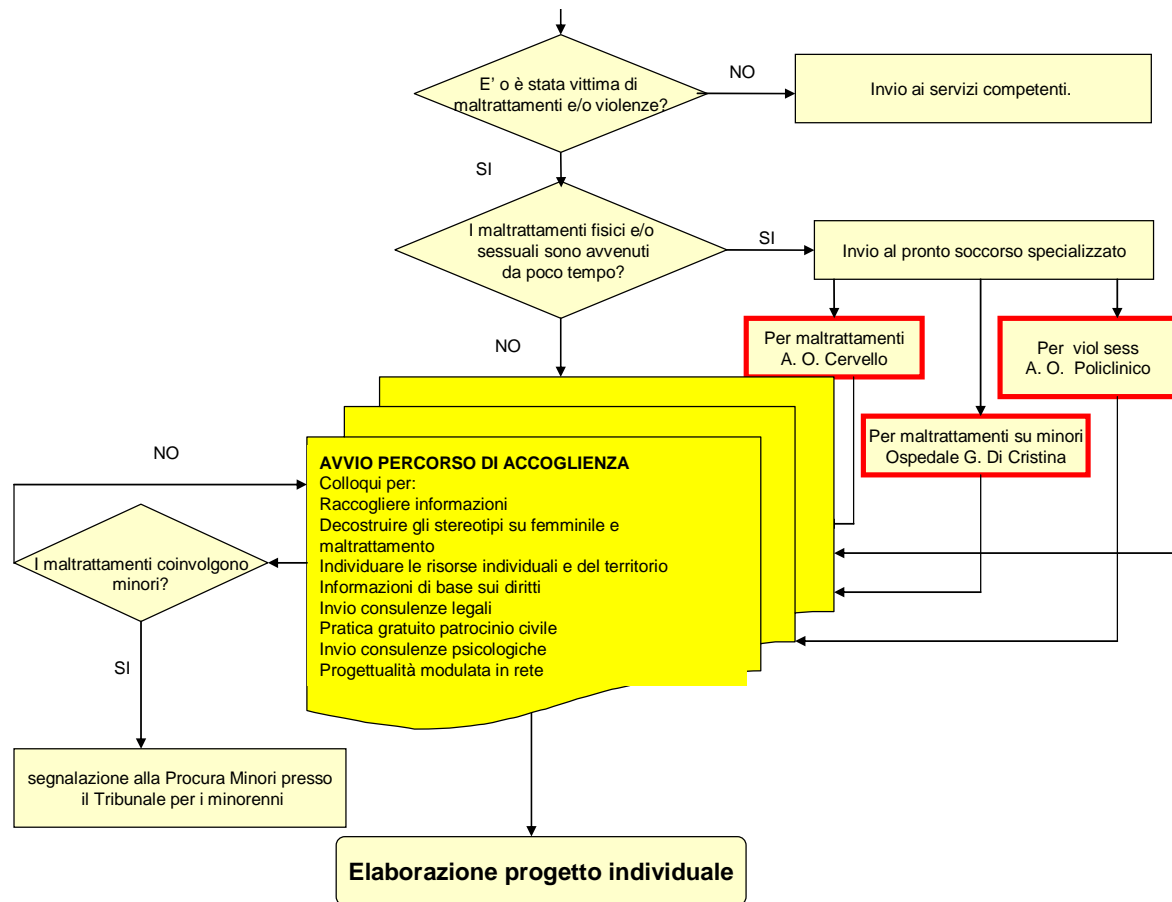 E' o è stata vittima di
maltrattamenti e/o violenze?
NO
Invio ai servizi competenti.
SI
I maltrattamenti fisici e/o
sessuali sono avvenuti
da poco tempo?
SI
Invio al pronto soccorso specializzato
NO
Per maltrattamenti
A. O. Cervello
Per viol sess
A. O. Policlinico
Per maltrattamenti su minori
Ospedale G. Di Cristina
NO
AVVIO PERCORSO DI ACCOGLIENZA
Colloqui per:
Raccogliere informazioni
Decostruire gli stereotipi su femminile e
maltrattamento
Individuare le risorse individuali e del territorio
Informazioni di base sui diritti
Invio consulenze legali
Pratica gratuito patrocinio civile
Invio consulenze psicologiche
Progettualità modulata in rete
I maltrattamenti coinvolgono
minori?
SI
segnalazione alla Procura Minori presso
il Tribunale per i minorenni
Elaborazione progetto individuale